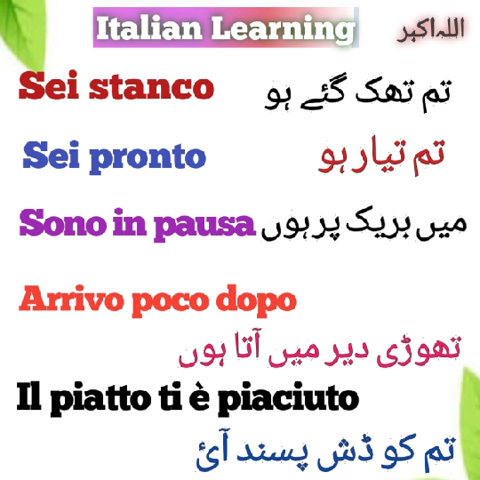 Italian Learning اللہ اکبر
Sei stanco تم تھک گئے ہو
Sei pronto تم تیار ہو
Sono in pausa میں بریک پر ہوں
Arrivo poco dopo
تھوڑی دیر میں آتا ہوں
Il piatto ti è piaciuto
تم کو ڈش پسند آئ